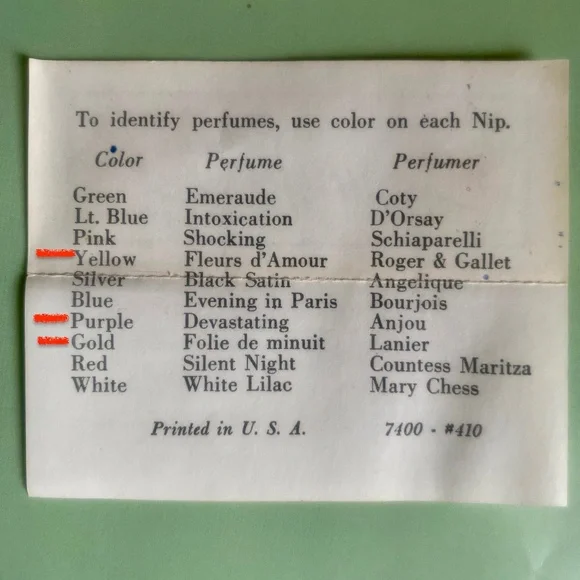 To identify perfumes, use color on each Nip.
Color Perfume Perfumer
Green Emeraude Coty
Lt. Blue Intoxication D'Orsay
Pink Shocking Schiaparelli
Yellow Fleurs d'Amour Roger & Gallet
Silver Black Satin Angelique
Blue Evening in Paris Bourjois
Purple Devastating Anjou
Gold Folie de minuit Lanier
Red Silent Night Countess Maritza
White White Lilac Mary Chess
Printed in U. S. A. 7400 - #410